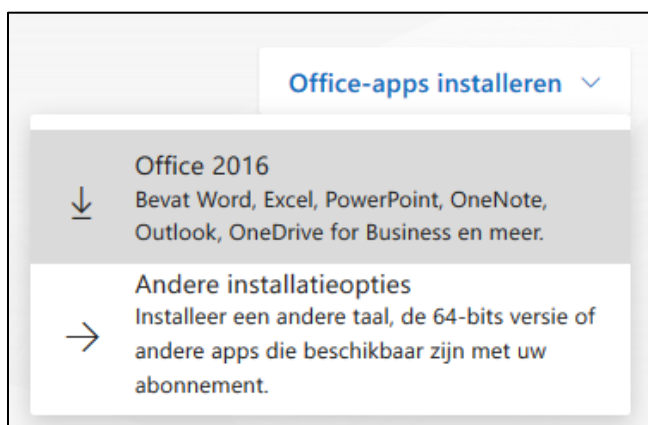 Office-apps installeren
Office 2016
Bevat Word, Excel, PowerPoint, OneNote,
Outlook, OneDrive for Business en meer.
Andere installatieopties
Installeer een andere taal, de 64-bits versie of
andere apps die beschikbaar zijn met uw
abonnement.